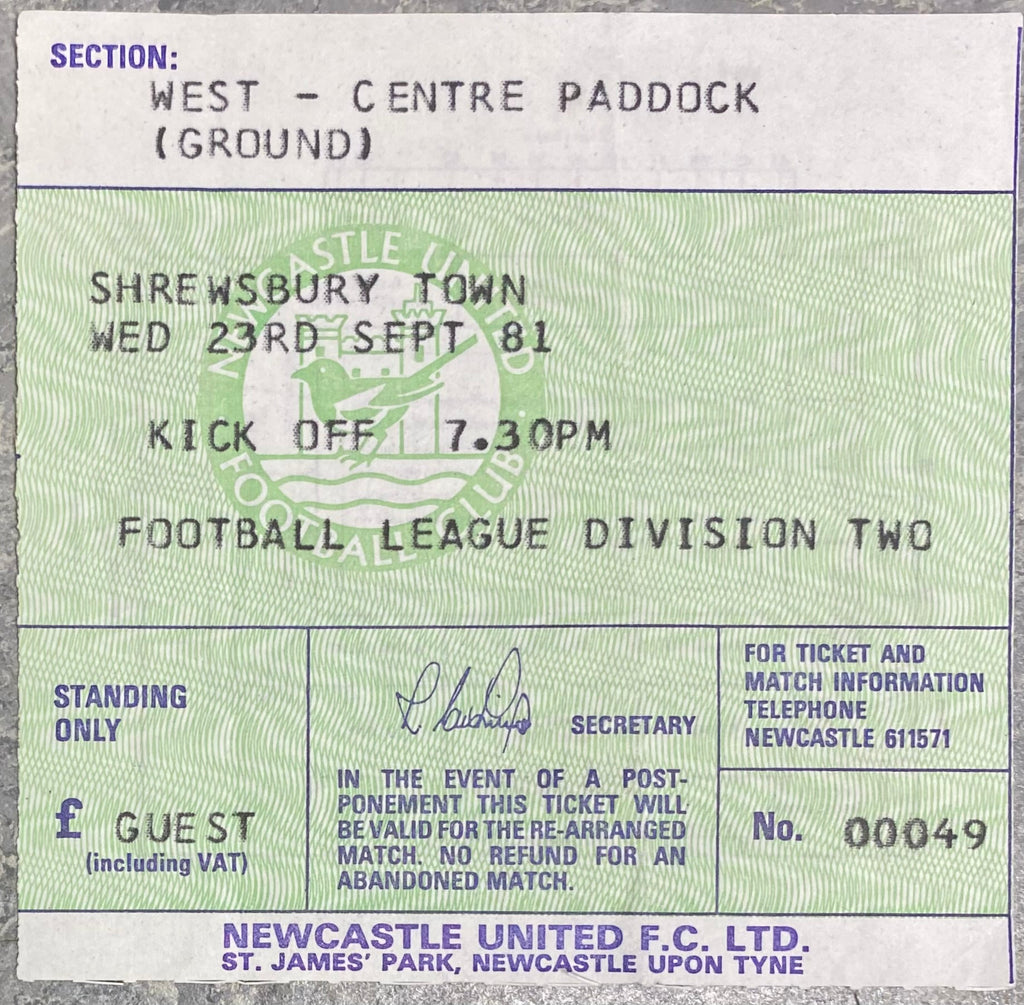 SECTION:
WEST - CENTRE PADDOCK
(GROUND)
NEWCASTLE UNITED
FOOTBALL CLUB
SHREWSBURY TOWN
WED 23RD SEPT 81
KICK OFF 7.30PM
FOOTBALL LEAGUE DIVISION TWO
STANDING
ONLY
£ GUEST
(including VAT)
SECRETARY
IN THE EVENT OF A POST-
PONEMENT THIS TICKET WILL
BE VALID FOR THE RE-ARRANGED
MATCH. NO REFUND FOR AN
ABANDONED MATCH.
FOR TICKET AND
MATCH INFORMATION
TELEPHONE
NEWCASTLE 611571
No. 00049
NEWCASTLE UNITED F.C. LTD.
ST. JAMES' PARK, NEWCASTLE UPON TYNE